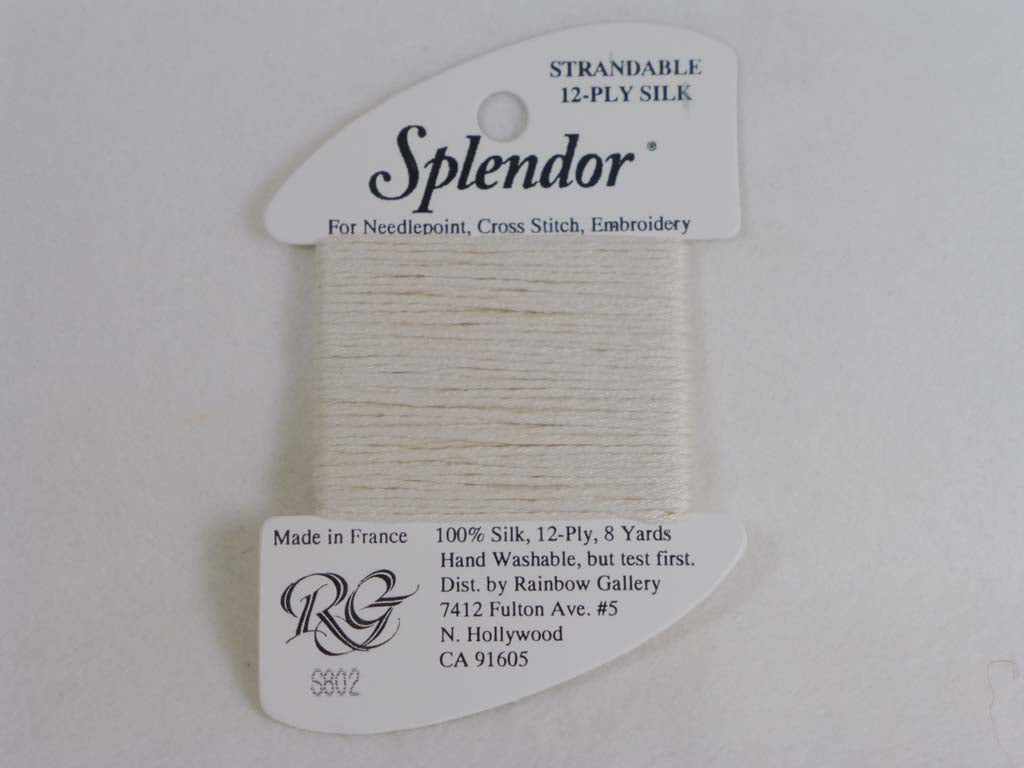 STRANDABLE
12-PLY SILK
Splendor ®
For Needlepoint, Cross Stitch, Embroidery
Made in France
100% Silk, 12-Ply, 8 Yards
Hand Washable, but test first.
Dist. by Rainbow Gallery
7412 Fulton Ave. #5
N. Hollywood
CA 91605
RG
S802